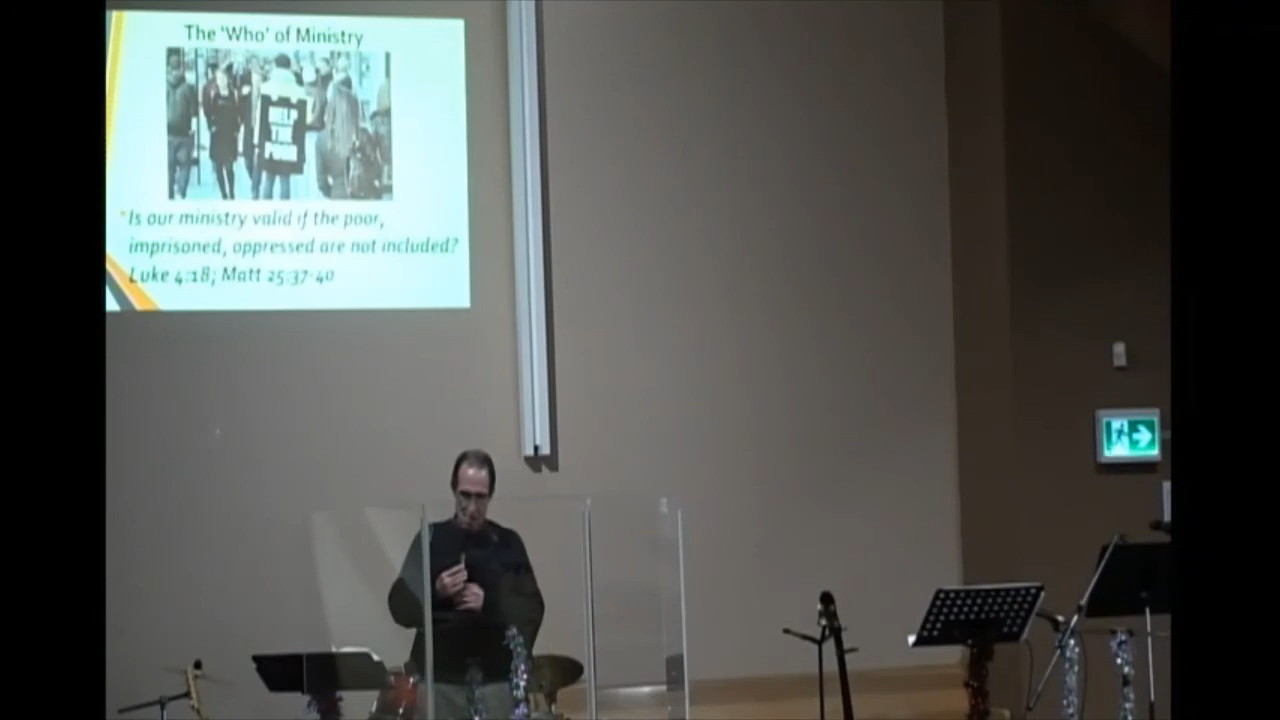 The 'Who' of Ministry
*Is our ministry valid if the poor,
imprisoned, oppressed are not included?
Luke 4:18; Matt 25:37-40